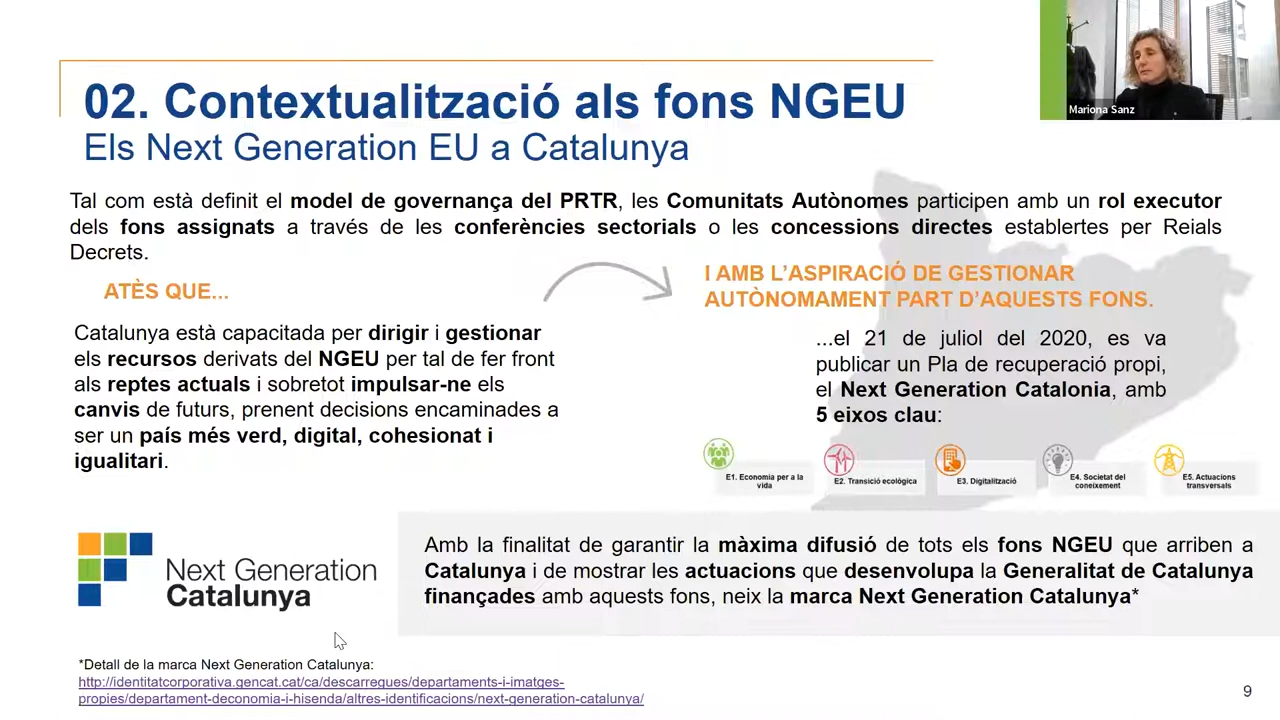 02. Contextualització als fons NGEU
Els Next Generation EU a Catalunya
Mariona Sanz
Tal com està definit el model de governança del PRTR, les Comunitats Autònomes participen amb un rol executor
dels fons assignats a través de les conferències sectorials o les concessions directes establertes per Reials
Decrets.
ATÈS QUE...
Catalunya està capacitada per dirigir i gestionar
els recursos derivats del NGEU per tal de fer front
als reptes actuals i sobretot impulsar-ne els
canvis de futurs, prenent decisions encaminades a
ser un país més verd, digital, cohesionat i
igualitari.
I AMB L'ASPIRACIÓ DE GESTIONAR
AUTÒNOMAMENT PART D'AQUESTS FONS.
...el 21 de juliol del 2020, es va
publicar un Pla de recuperació propi,
el Next Generation Catalonia, amb
5 eixos clau:
E1. Economia per a la
vida
E2. Transició ecológica
E3. Digitalització
E4. Societat del
coneixement
E5. Actuacions
transversals
Next Generation
Catalunya
Amb la finalitat de garantir la màxima difusió de tots els fons NGEU que arriben a
Catalunya i de mostrar les actuacions que desenvolupa la Generalitat de Catalunya
finançades amb aquests fons, neix la marca Next Generation Catalunya*
*Detall de la marca Next Generation Catalunya:
http://identitatcorporativa.gencat.cat/ca/descarregues/departaments-i-imatges-
propies/departament-deconomia-i-hisenda/altres-identificacions/next-generation-catalunya/
9